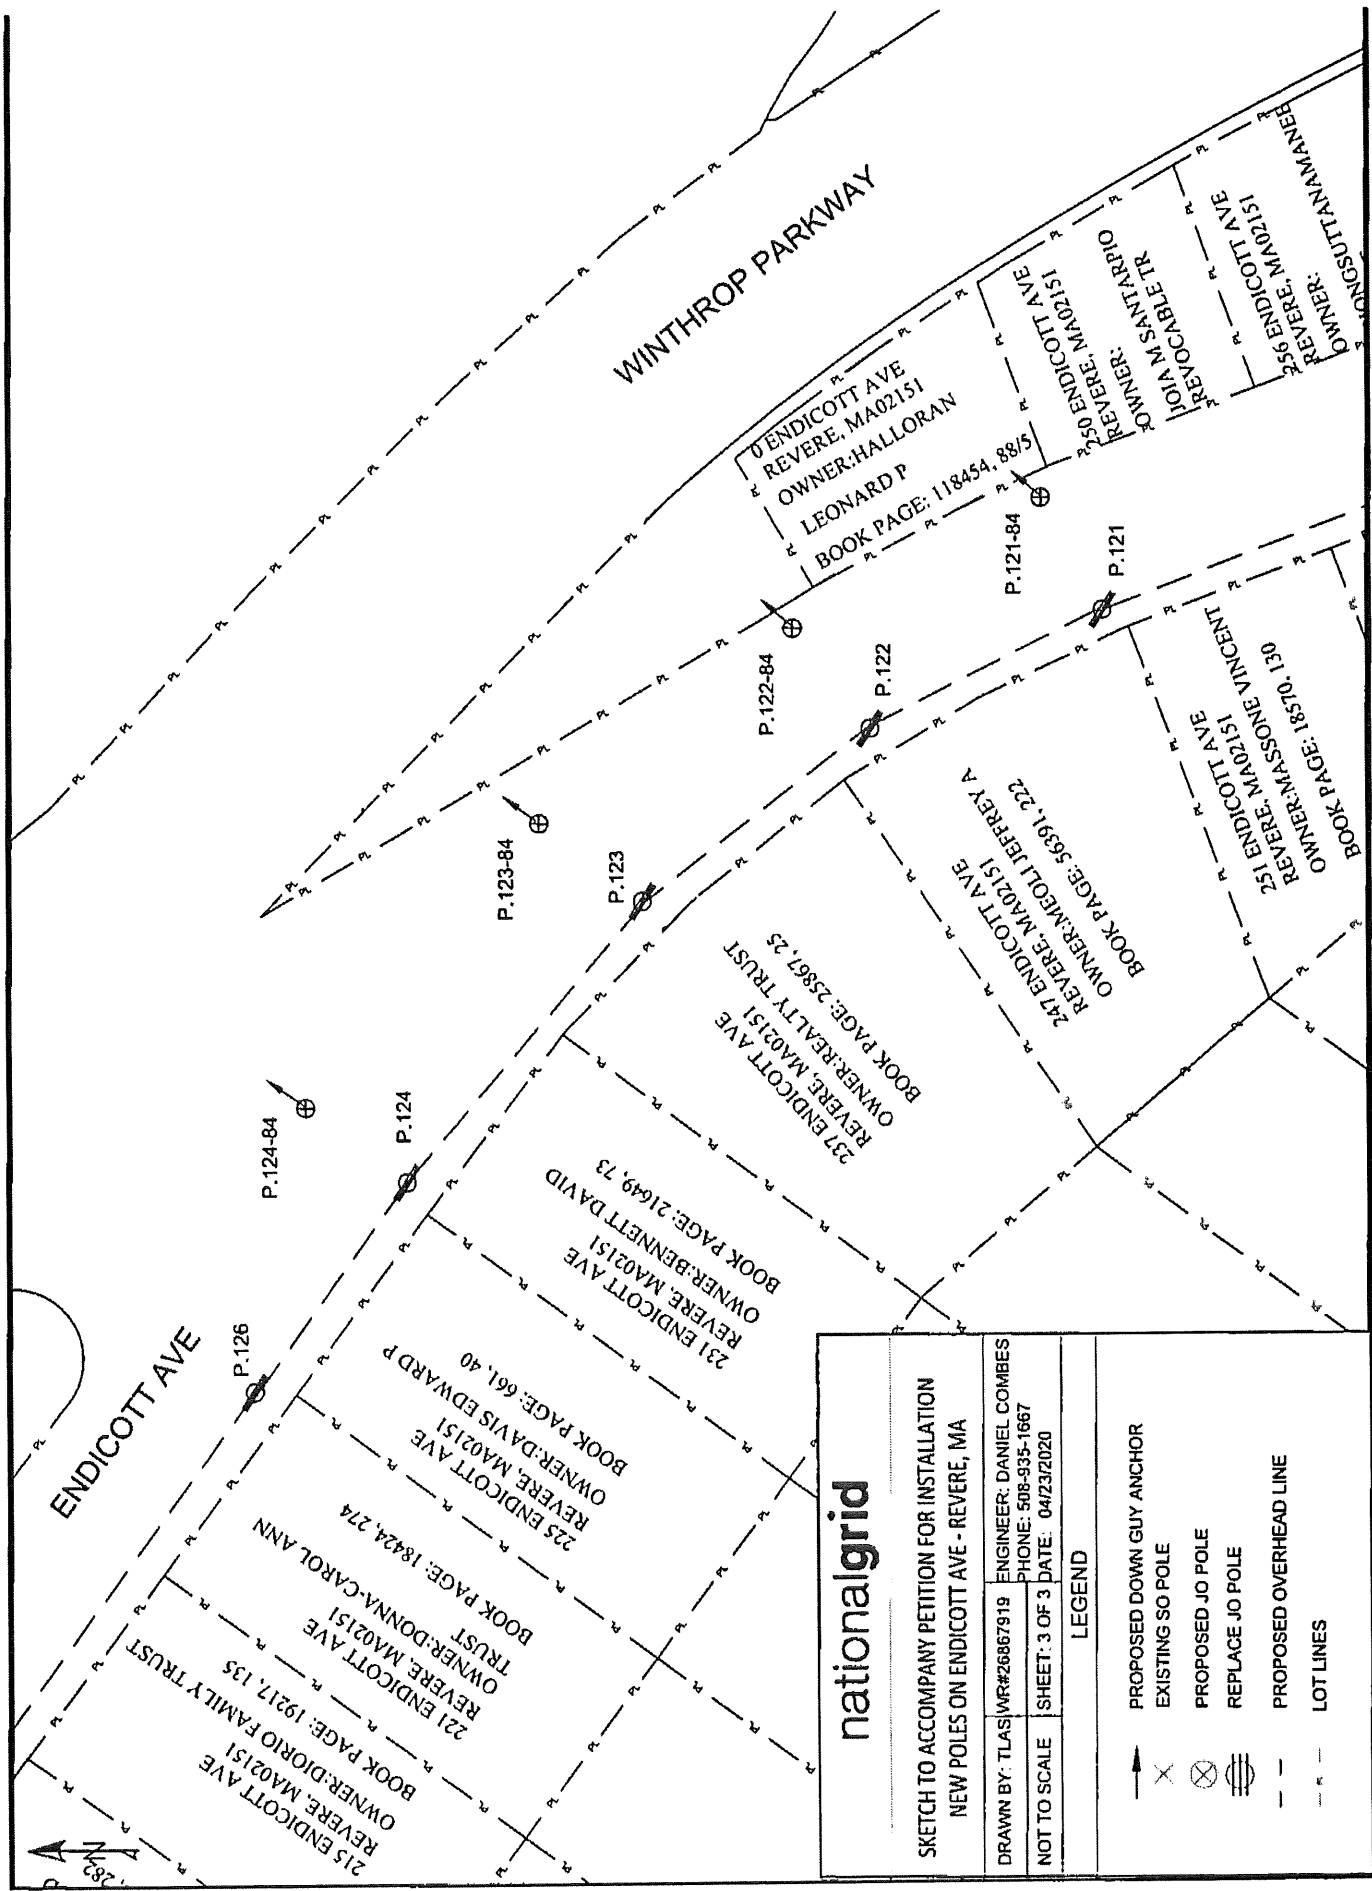 WINTHROP PARKWAY
ENDICOTT AVE
0 ENDICOTT AVE
REVERE, MA02151
OWNER:HALLORAN
LEONARD P
BOOK PAGE: 118454, 88/5
250 ENDICOTT AVE
REVERE, MA02151
OWNER:
JOIA M SANTARPIO
REVOCABLE TR
256 ENDICOTT AVE
REVERE, MA02151
OWNER:
P.121-84
P.121
P.122-84
P.122
P.123-84
P.123
P.124-84
P.124
P.126
251 ENDICOTT AVE
REVERE, MA02151
OWNER:MASSONE VINCENT
BOOK PAGE: 18570, 130
247 ENDICOTT AVE
REVERE, MA02151
OWNER:MEOLI JEFFREY A
BOOK PAGE: 56391, 222
237 ENDICOTT AVE
REVERE, MA02151
OWNER:REALTY TRUST
BOOK PAGE: 25867, 25
231 ENDICOTT AVE
REVERE, MA02151
OWNER:BENNETT DAVID
BOOK PAGE: 21649, 73
225 ENDICOTT AVE
REVERE, MA02151
OWNER:DAVIS EDWARD P
BOOK PAGE: 661, 40
221 ENDICOTT AVE
REVERE, MA02151
OWNER:DONNA-CAROL ANN
TRUST
BOOK PAGE: 18424, 274
215 ENDICOTT AVE
REVERE, MA02151
OWNER:DIORIO FAMILY TRUST
BOOK PAGE: 19217, 135
N
nationalgrid
SKETCH TO ACCOMPANY PETITION FOR INSTALLATION
NEW POLES ON ENDICOTT AVE - REVERE, MA
DRAWN BY: TLAS WR#26867919 ENGINEER: DANIEL COMBES
PHONE: 508-935-1667
NOT TO SCALE SHEET: 3 OF 3 DATE: 04/23/2020
LEGEND
PROPOSED DOWN GUY ANCHOR
EXISTING SO POLE
PROPOSED JO POLE
REPLACE JO POLE
PROPOSED OVERHEAD LINE
LOT LINES